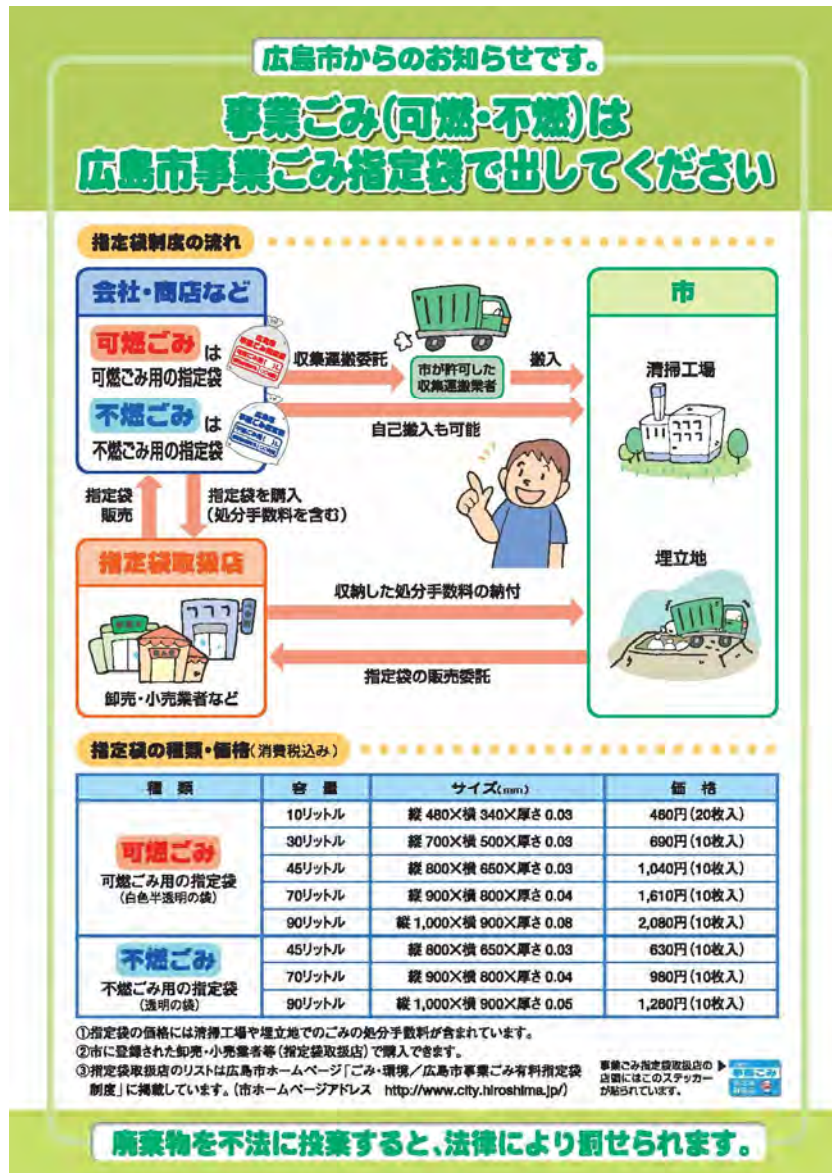 広島市からのお知らせです。
事業ごみ(可燃・不燃)は
広島市事業ごみ指定袋で出してください
指定袋制度の流れ
会社・商店など
可燃ごみ は
可燃ごみ用の指定袋
不燃ごみ は
不燃ごみ用の指定袋
収集運搬委託
市が許可した
収集運搬業者
搬入
自己搬入も可能
市
清掃工場
埋立地
指定袋
販売
指定袋を購入
(処分手数料を含む)
指定袋取扱店
卸売・小売業者など
収納した処分手数料の納付
指定袋の販売委託
指定袋の種類・価格(消費税込み)
種 類 容 量 サイズ(mm) 価 格
可燃ごみ
可燃ごみ用の指定袋
(白色半透明の袋)
10リットル 縦 480×横 340×厚さ 0.03 460円(20枚入)
30リットル 縦 700×横 500×厚さ 0.03 690円(10枚入)
45リットル 縦 800×横 650×厚さ 0.03 1,040円(10枚入)
70リットル 縦 900×横 800×厚さ 0.04 1,610円(10枚入)
90リットル 縦 1,000×横 900×厚さ 2,080円(10枚入)
不燃ごみ
不燃ごみ用の指定袋
(透明の袋)
45リットル 縦 800×横 650×厚さ 0.03 630円(10枚入)
70リットル 縦 900×横 800×厚さ 0.04 980円(10枚入)
90リットル 縦 1,000×横 900×厚さ 0.05 1,260円(10枚入)
①指定袋の価格には清掃工場や埋立地でのごみの処分手数料が含まれています。
②市に登録された卸売・小売業者等(指定袋取扱店)で購入できます。
③指定袋取扱店のリストは広島市ホームページ「ごみ・環境/広島市事業ごみ有料指定袋
制度」に掲載しています。(市ホームページアドレス http://www.city.hiroshima.jp/)
事業ごみ指定袋取扱店の ▶
店頭にはこのステッカー
が貼られています。
事業ごみ
廃棄物を不法に投棄すると、法律により罰せられます。